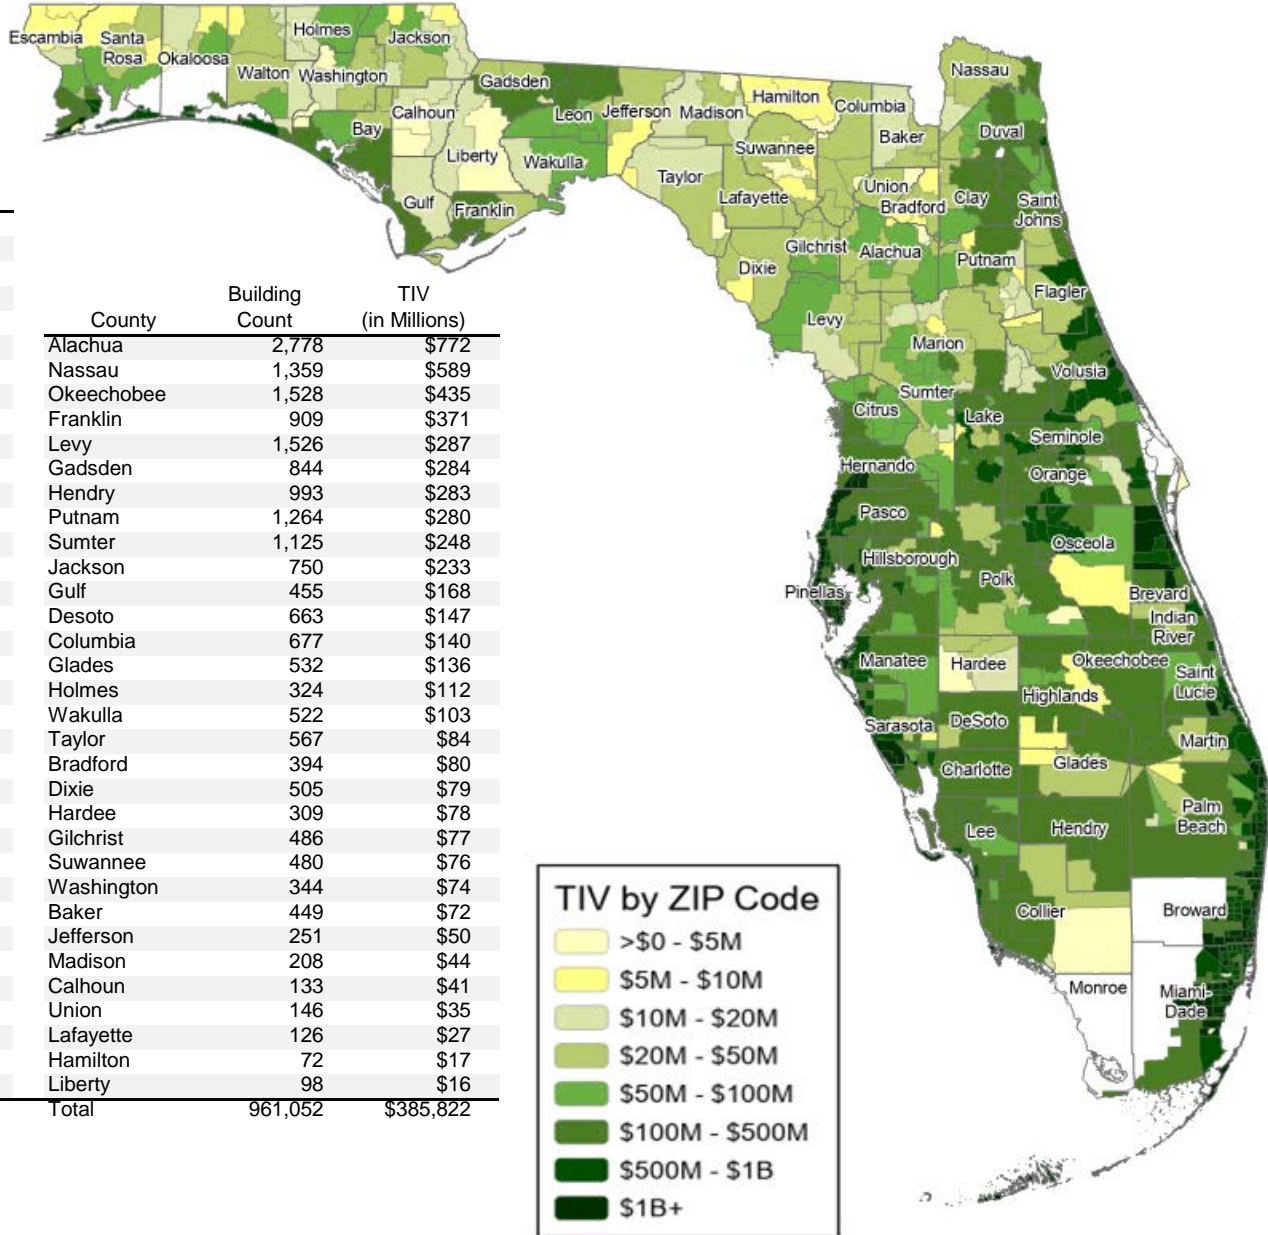 Escambia
Santa
Rosa
Okaloosa
Walton
Holmes
Washington
Jackson
Bay
Calhoun
Gulf
Liberty
Gadsden
Franklin
Leon
Wakulla
Jefferson
Madison
Taylor
Hamilton
Suwannee
Lafayette
Dixie
Columbia
Baker
Union
Bradford
Gilchrist
Alachua
Nassau
Duval
Clay
Saint
Johns
Putnam
Flagler
Levy
Marion
Volusia
Sumter
Citrus
Lake
Seminole
Orange
Hernando
Pasco
Hillsborough
Pinellas
Polk
Osceola
Brevard
Indian
River
Manatee
Hardee
Okeechobee
Saint
Lucie
Highlands
Sarasota
DeSoto
Martin
Charlotte
Glades
Palm
Beach
Lee
Hendry
Collier
Broward
Monroe
Miami-
Dade
Building TIV
County Count (in Millions)
Alachua 2,778 $772
Nassau 1,359 $589
Okeechobee 1,528 $435
Franklin 909 $371
Levy 1,526 $287
Gadsden 844 $284
Hendry 993 $283
Putnam 1,264 $280
Sumter 1,125 $248
Jackson 750 $233
Gulf 455 $168
Desoto 663 $147
Columbia 677 $140
Glades 532 $136
Holmes 324 $112
Wakulla 522 $103
Taylor 567 $84
Bradford 394 $80
Dixie 505 $79
Hardee 309 $78
Gilchrist 486 $77
Suwannee 480 $76
Washington 344 $74
Baker 449 $72
Jefferson 251 $50
Madison 208 $44
Calhoun 133 $41
Union 146 $35
Lafayette 126 $27
Hamilton 72 $17
Liberty 98 $16
Total 961,052 $385,822
TIV by ZIP Code
>$0 - $5M
$5M - $10M
$10M - $20M
$20M - $50M
$50M - $100M
$100M - $500M
$500M - $1B
$1B+